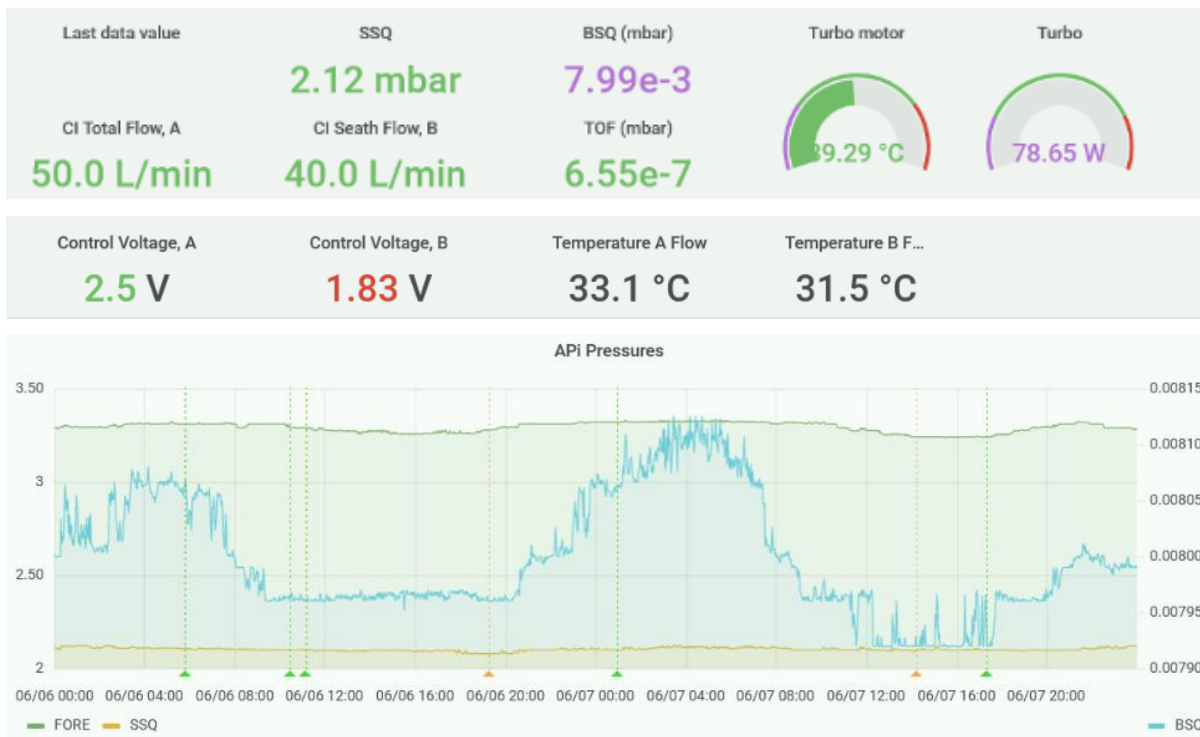 Last data value SSQ BSQ (mbar) Turbo motor Turbo
2.12 mbar 7.99e-3
CI Total Flow, A CI Seath Flow, B TOF (mbar)
39.29 °C 78.65 W
50.0 L/min 40.0 L/min 6.55e-7
Control Voltage, A Control Voltage, B Temperature A Flow Temperature B F...
2.5 V 1.83 V 33.1 °C 31.5 °C
APi Pressures
3.50 0.00815
0.00810
3
0.00805
2.50 0.00800
0.00795
2 0.00790
06/06 00:00 06/06 04:00 06/06 08:00 06/06 12:00 06/06 16:00 06/06 20:00 06/07 00:00 06/07 04:00 06/07 08:00 06/07 12:00 06/07 16:00 06/07 20:00
FORE SSQ BSQ